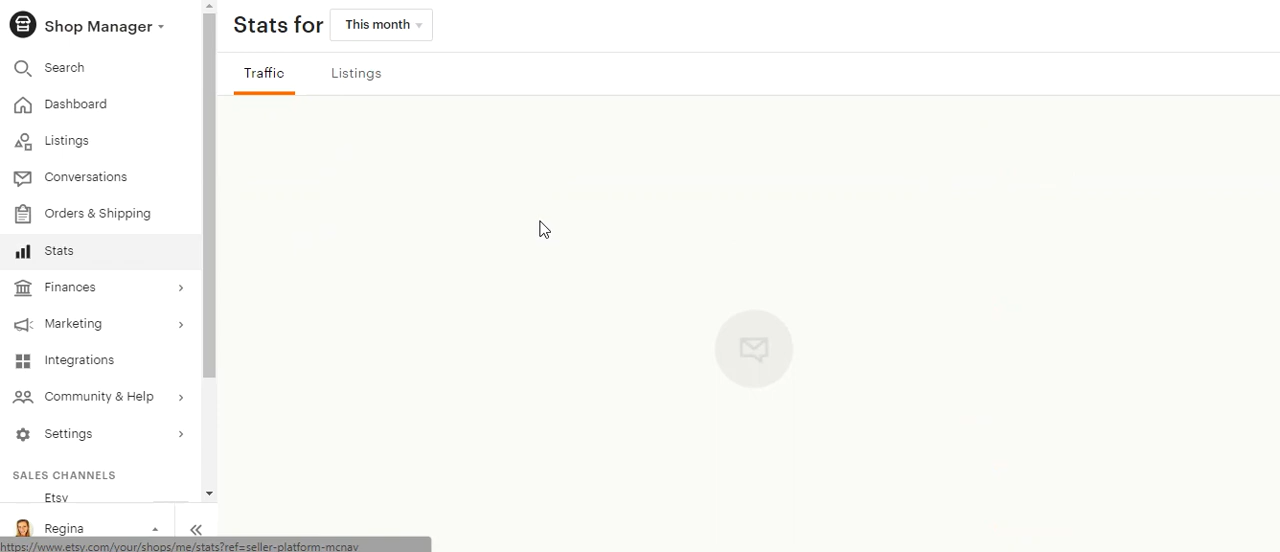 Shop Manager
Search
Dashboard
Listings
Conversations
Orders & Shipping
Stats
Finances
Marketing
Integrations
Community & Help
Settings
SALES CHANNELS
Etsy
Regina
https://www.etsy.com/your/shops/me/stats?ref=seller-platform-mcnav
Stats for This month
Traffic Listings